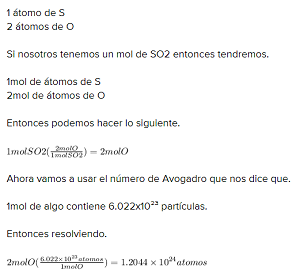 1 átomo de S
2 átomos de O
Si nosotros tenemos un mol de SO2 entonces tendremos.
1mol de átomos de S
2mol de átomos de O
Entonces podemos hacer lo siguiente.
1molSO2(\frac{2molO}{1molSO2}) = 2molO
Ahora vamos a usar el número de Avogadro que nos dice que.
1mol de algo contiene 6.022x10²³ partículas.
Entonces resolviendo.
2molO(\frac{6.022×10^{23}atomos}{1molO}) = 1.2044 × 10^{24}atomos